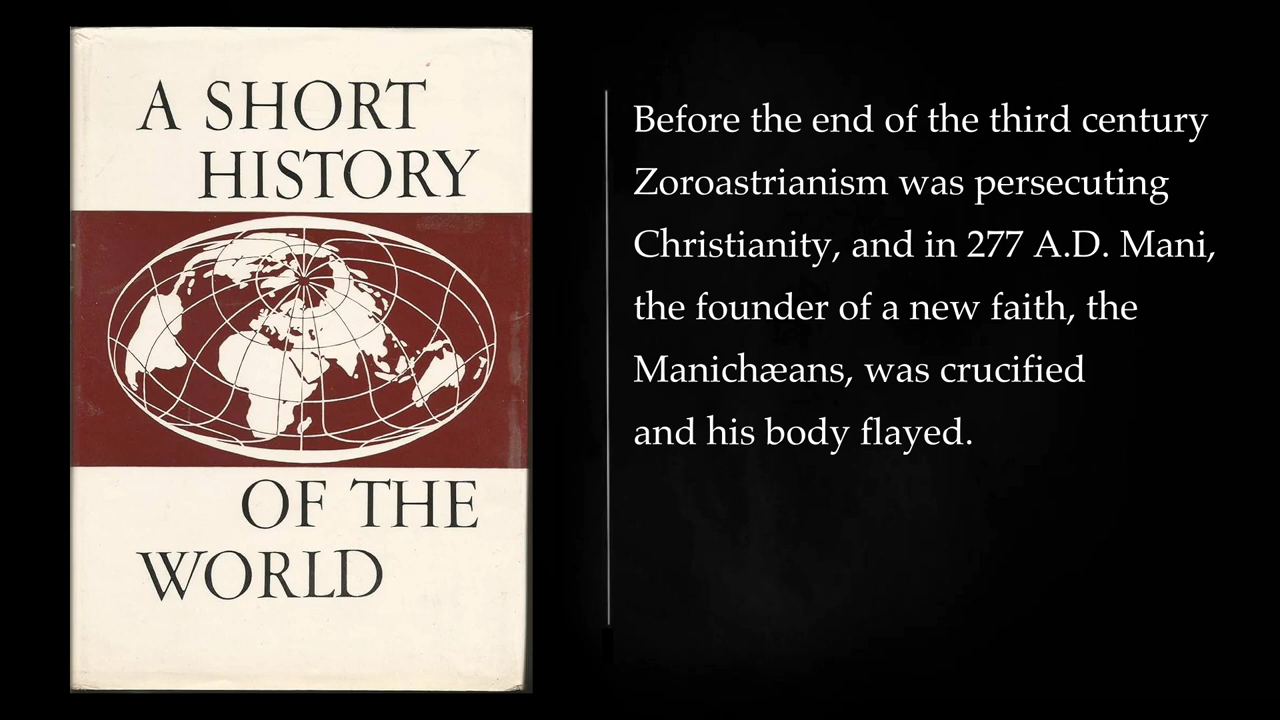 A SHORT
HISTORY
OF THE
WORLD
Before the end of the third century
Zoroastrianism was persecuting
Christianity, and in 277 A.D. Mani,
the founder of a new faith, the
Manichæans, was crucified
and his body flayed.